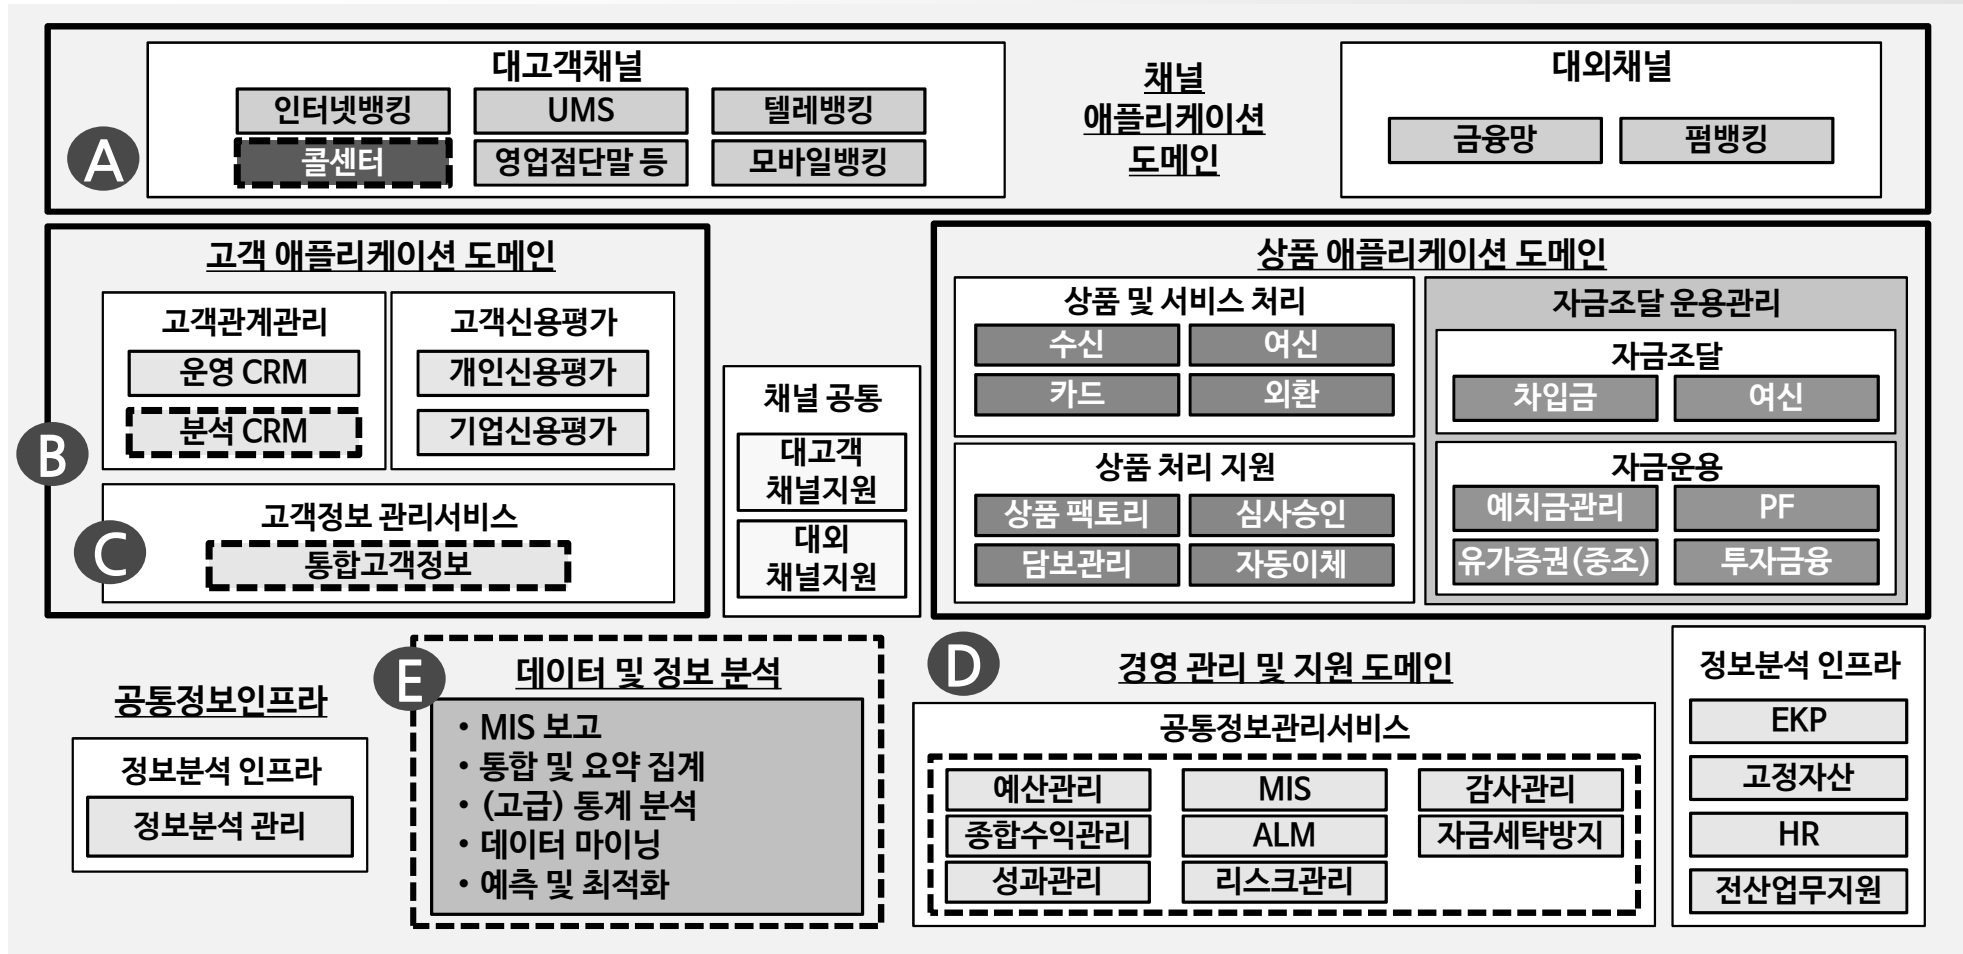 대고객채널
인터넷뱅킹
UMS
텔레뱅킹
콜센터
영업점단말 등
모바일뱅킹
A
채널
애플리케이션
도메인
대외채널
금융망
펌뱅킹
고객 애플리케이션 도메인
고객관계관리
운영 CRM
분석 CRM
고객신용평가
개인신용평가
기업신용평가
B
고객정보 관리서비스
통합고객정보
C
채널 공통
대고객
채널지원
대외
채널지원
상품 애플리케이션 도메인
상품 및 서비스 처리
수신
여신
카드
외환
상품 처리 지원
상품 팩토리
심사승인
담보관리
자동이체
자금조달 운용관리
자금조달
차입금
여신
자금운용
예치금관리
PF
유가증권(중조)
투자금융
공통정보인프라
정보분석 인프라
정보분석 관리
E
데이터 및 정보 분석
• MIS 보고
• 통합 및 요약 집계
• (고급) 통계 분석
• 데이터 마이닝
• 예측 및 최적화
D
경영 관리 및 지원 도메인
공통정보관리서비스
예산관리
MIS
감사관리
종합수익관리
ALM
자금세탁방지
성과관리
리스크관리
정보분석 인프라
EKP
고정자산
HR
전산업무지원